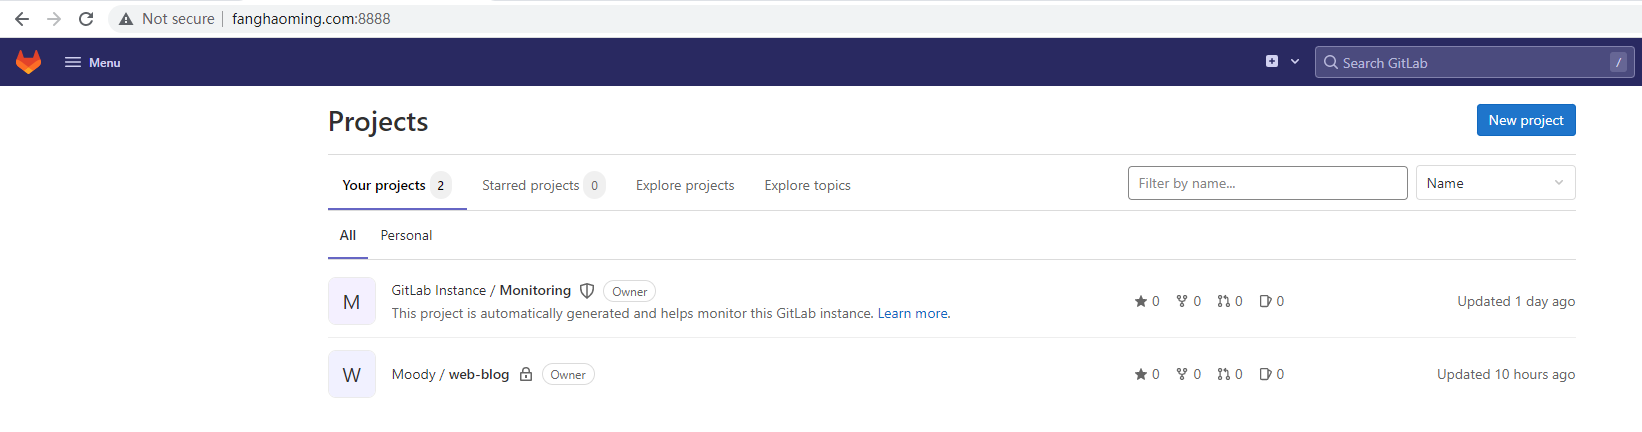 Not secure | fanghaoming.com:8888
Menu
Search GitLab /
Projects
New project
Your projects 2 Starred projects 0 Explore projects Explore topics Filter by name... Name
All Personal
M GitLab Instance / Monitoring Owner 0 0 0 0 Updated 1 day ago
This project is automatically generated and helps monitor this GitLab instance. Learn more.
W Moody / web-blog Owner 0 0 0 0 Updated 10 hours ago